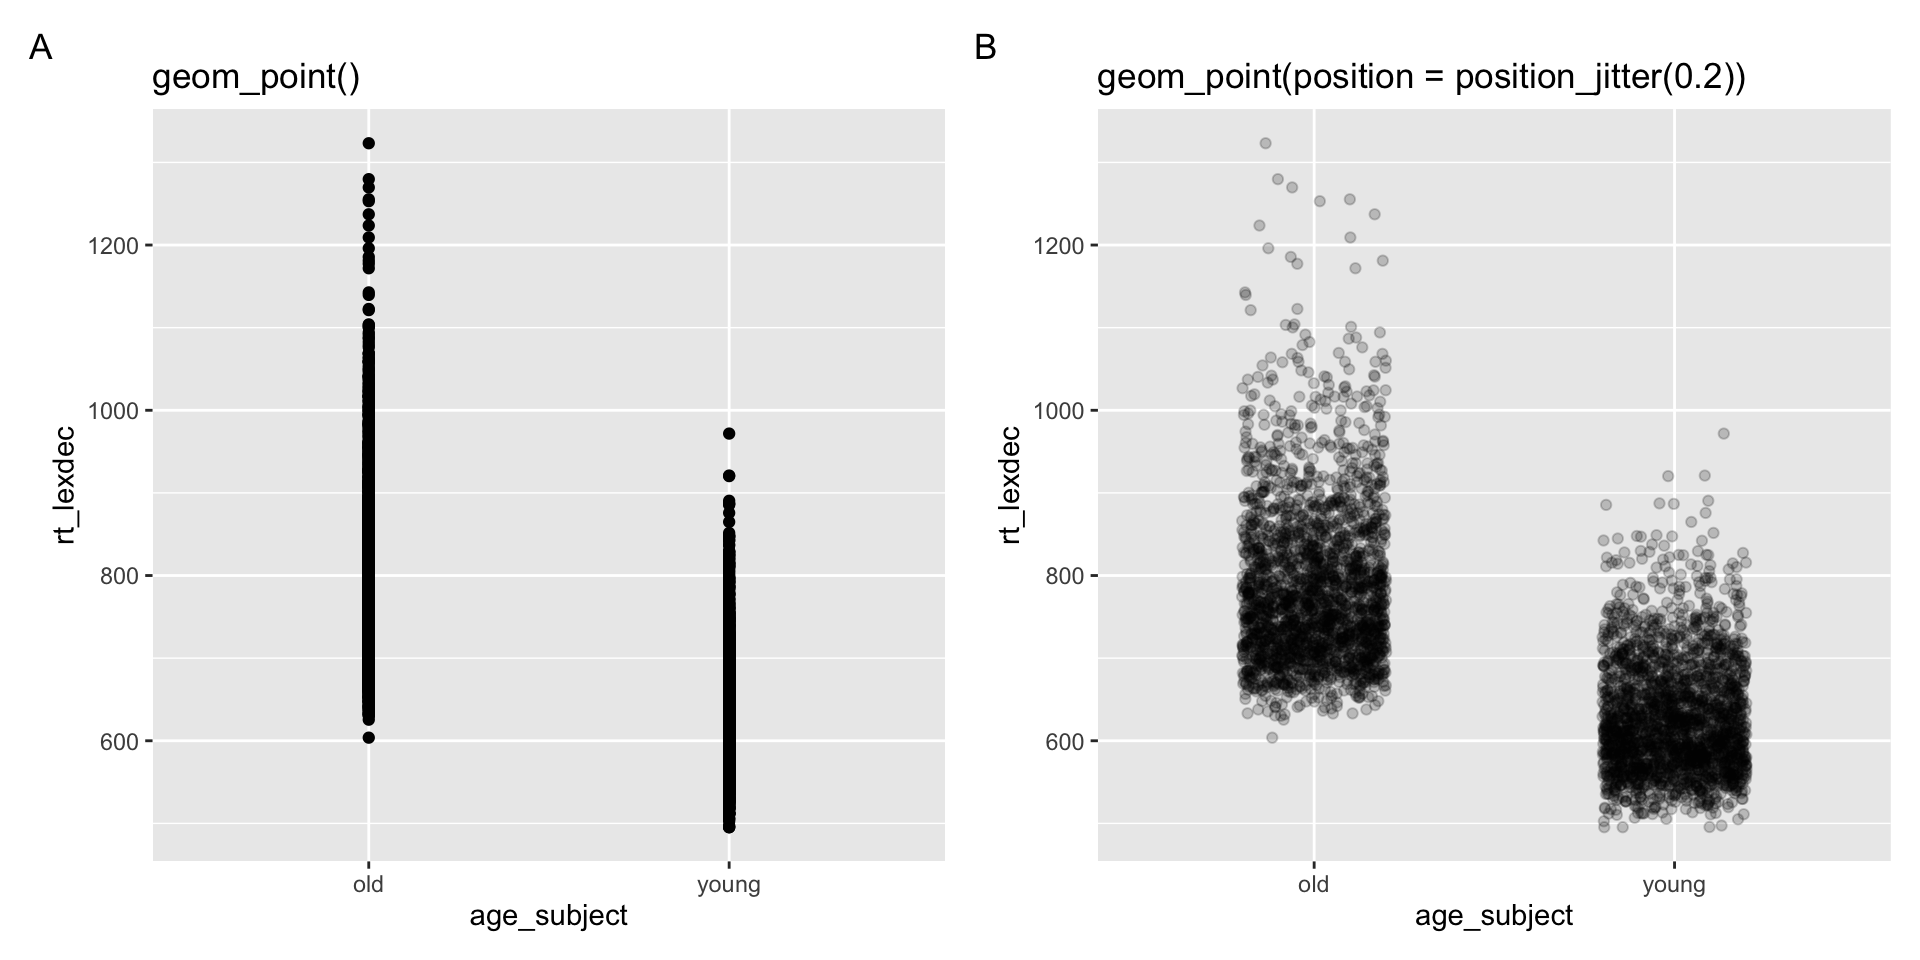 A
geom_point()
rt_lexdec
1200
1000
800
600
old young
age_subject
B
geom_point(position = position_jitter(0.2))
rt_lexdec
1200
1000
800
600
old young
age_subject